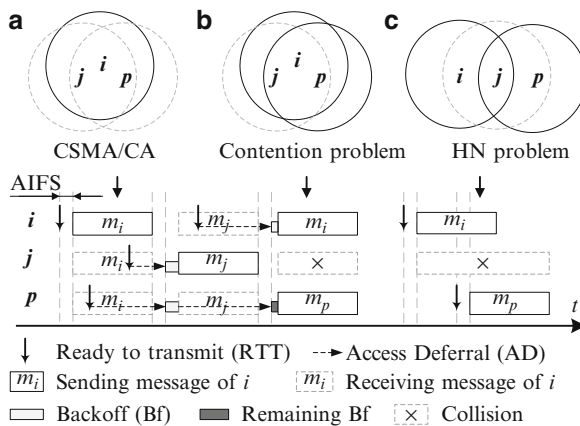 a b c
i
j p
i
j p
i j p
CSMA/CA Contention problem HN problem
AIFS
i m_i m_j m_i m_i
j m_i m_j × ×
p m_i m_j m_p m_p
t
Ready to transmit (RTT) Access Deferral (AD)
m_i Sending message of i m_i Receiving message of i
Backoff (Bf) Remaining Bf × Collision